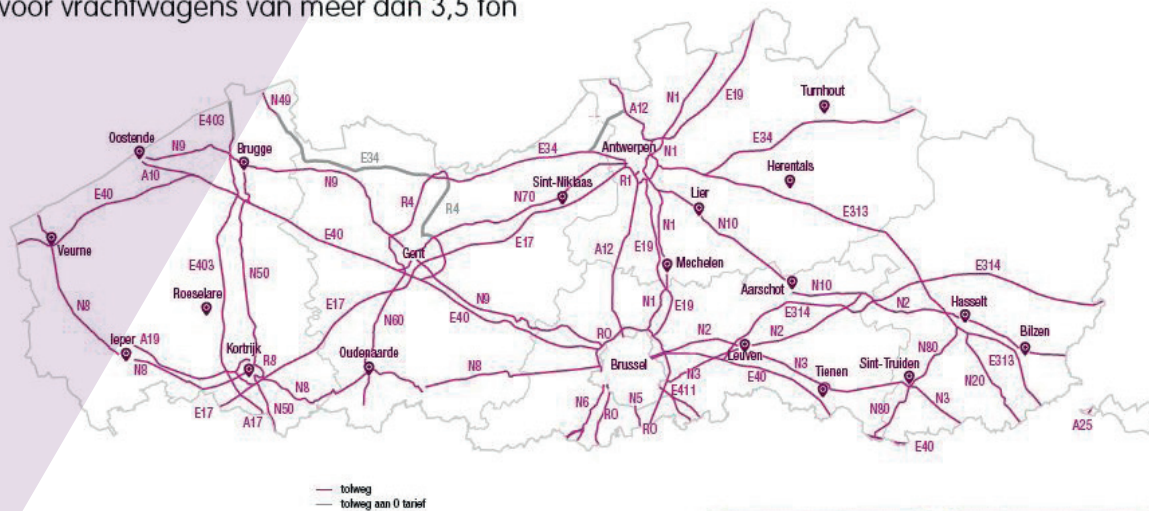 voor vrachtwagens van meer dan 3,5 ton
N49
E403
A12
N1
E19
Turnhout
Oostende
N9
Brugge
E34
E34
Antwerpen
N1
E34
Herentals
A10
N9
R4
R4
Sint-Niklaas
N70
R1
Lier
E40
E40
Gent
E17
A12
E19
N1
N10
E313
Veurne
E403
N50
Mechelen
Roeselare
E17
N60
N9
E40
N1
E19
Aarschot
N10
E314
N2
Hasselt
N8
Ieper
A19
N8
Kortrijk
R8
Oudenaarde
RO
Brussel
N2
E314
N2
Leuven
N3
N80
Bilzen
E313
N8
N8
N3
E40
Tienen
Sint-Truiden
N20
E17
N50
A17
N6
RO
N5
E411
RO
N80
N3
E40
A25
tolweg
tolweg aan 0 tarief